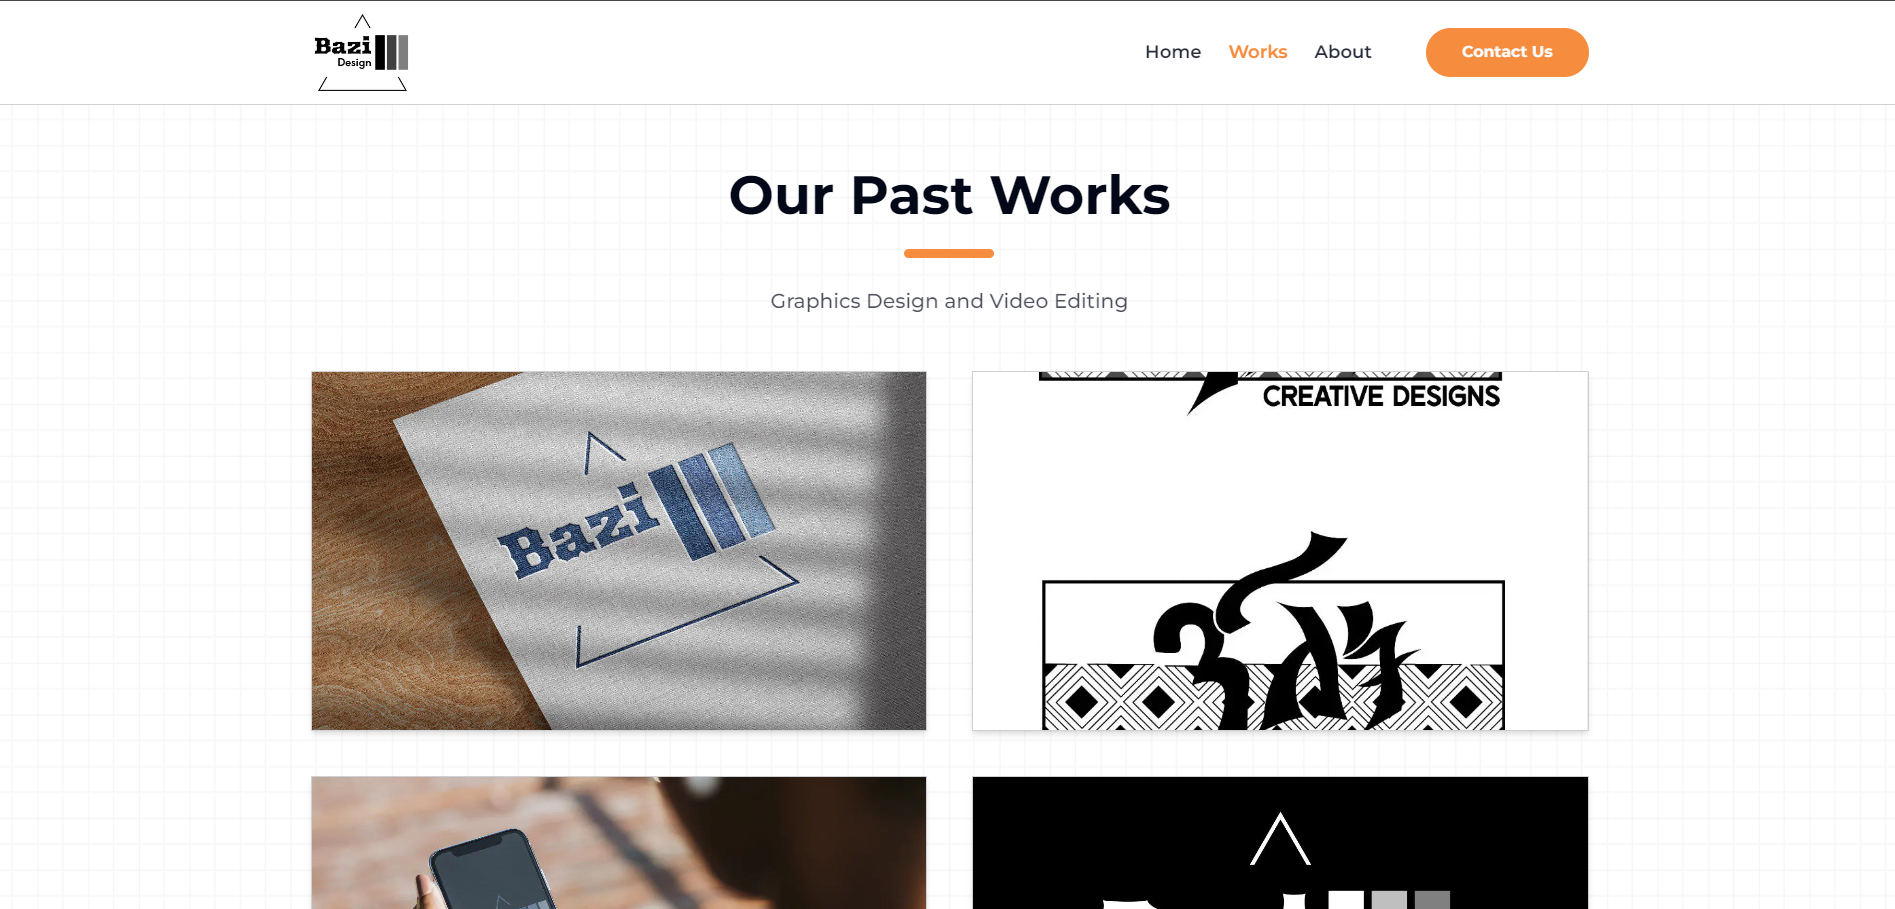 Bazi
Design
Home
Works
About
Contact Us
Our Past Works
Graphics Design and Video Editing
Bazi
CREATIVE DESIGNS